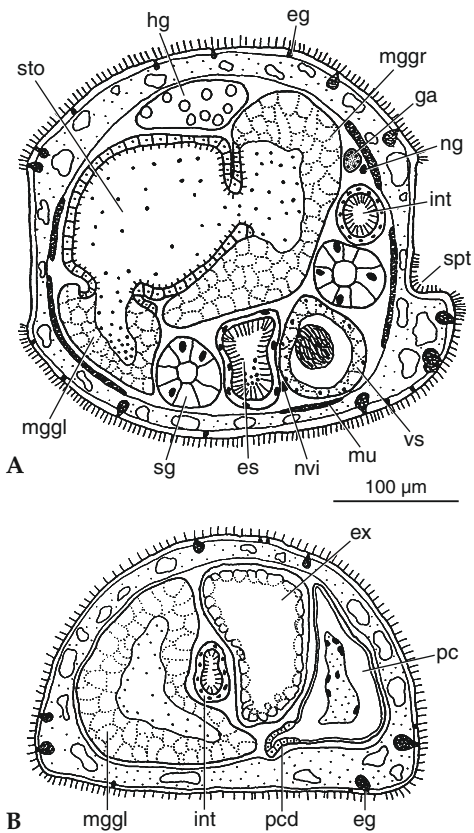 hg
eg
sto
mggr
ga
ng
int
spt
mggl
sg
es
nvi
mu
vs
A
100 µm
ex
pc
B
mggl
int
pcd
eg